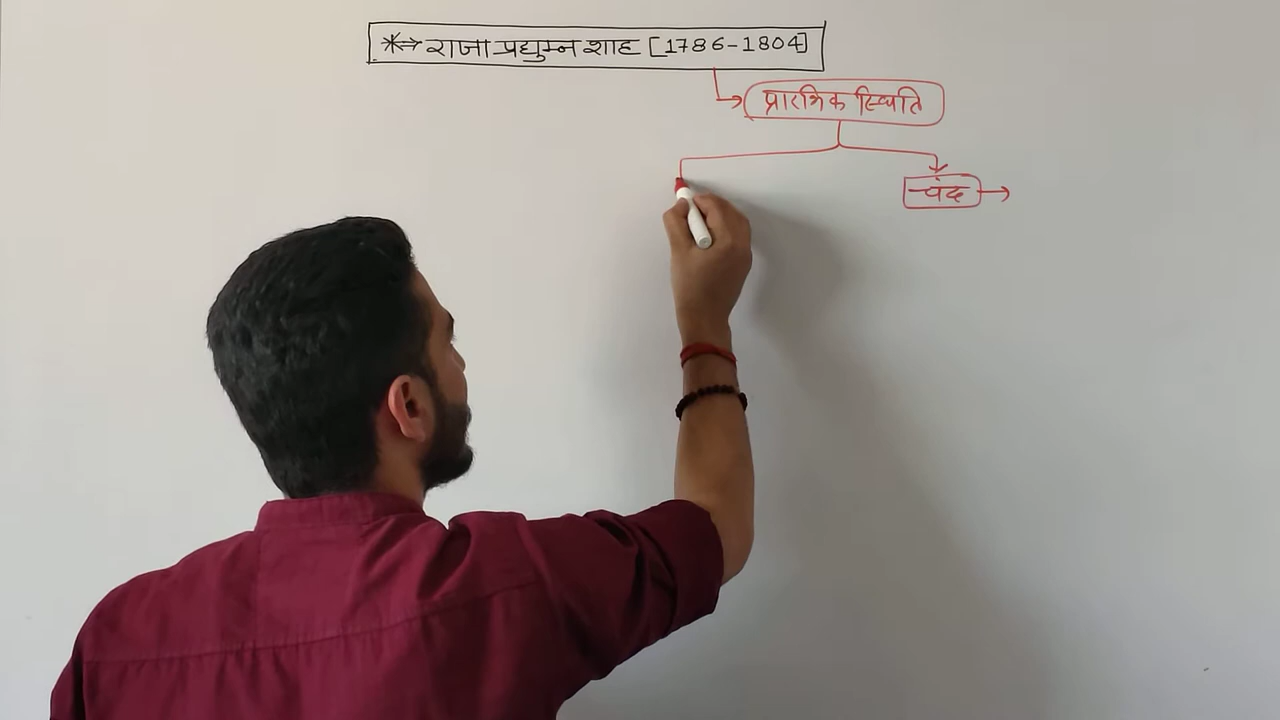 *⇒ राजा प्रद्युम्न शाह [1786-1804]
प्रारंभिक स्थिति
चंद →